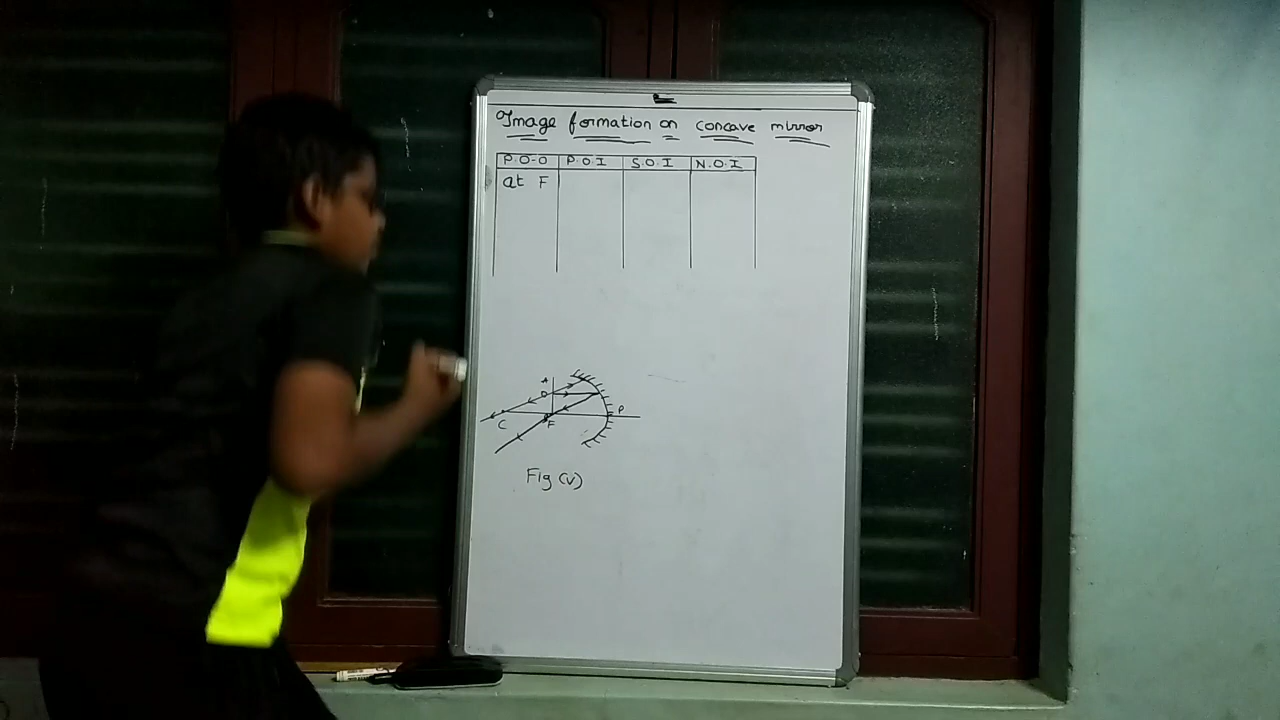 Image formation on concave mirror
P.O.O P.O.I S.O.I N.O.I
at F
A
O
C F P
Fig (v)